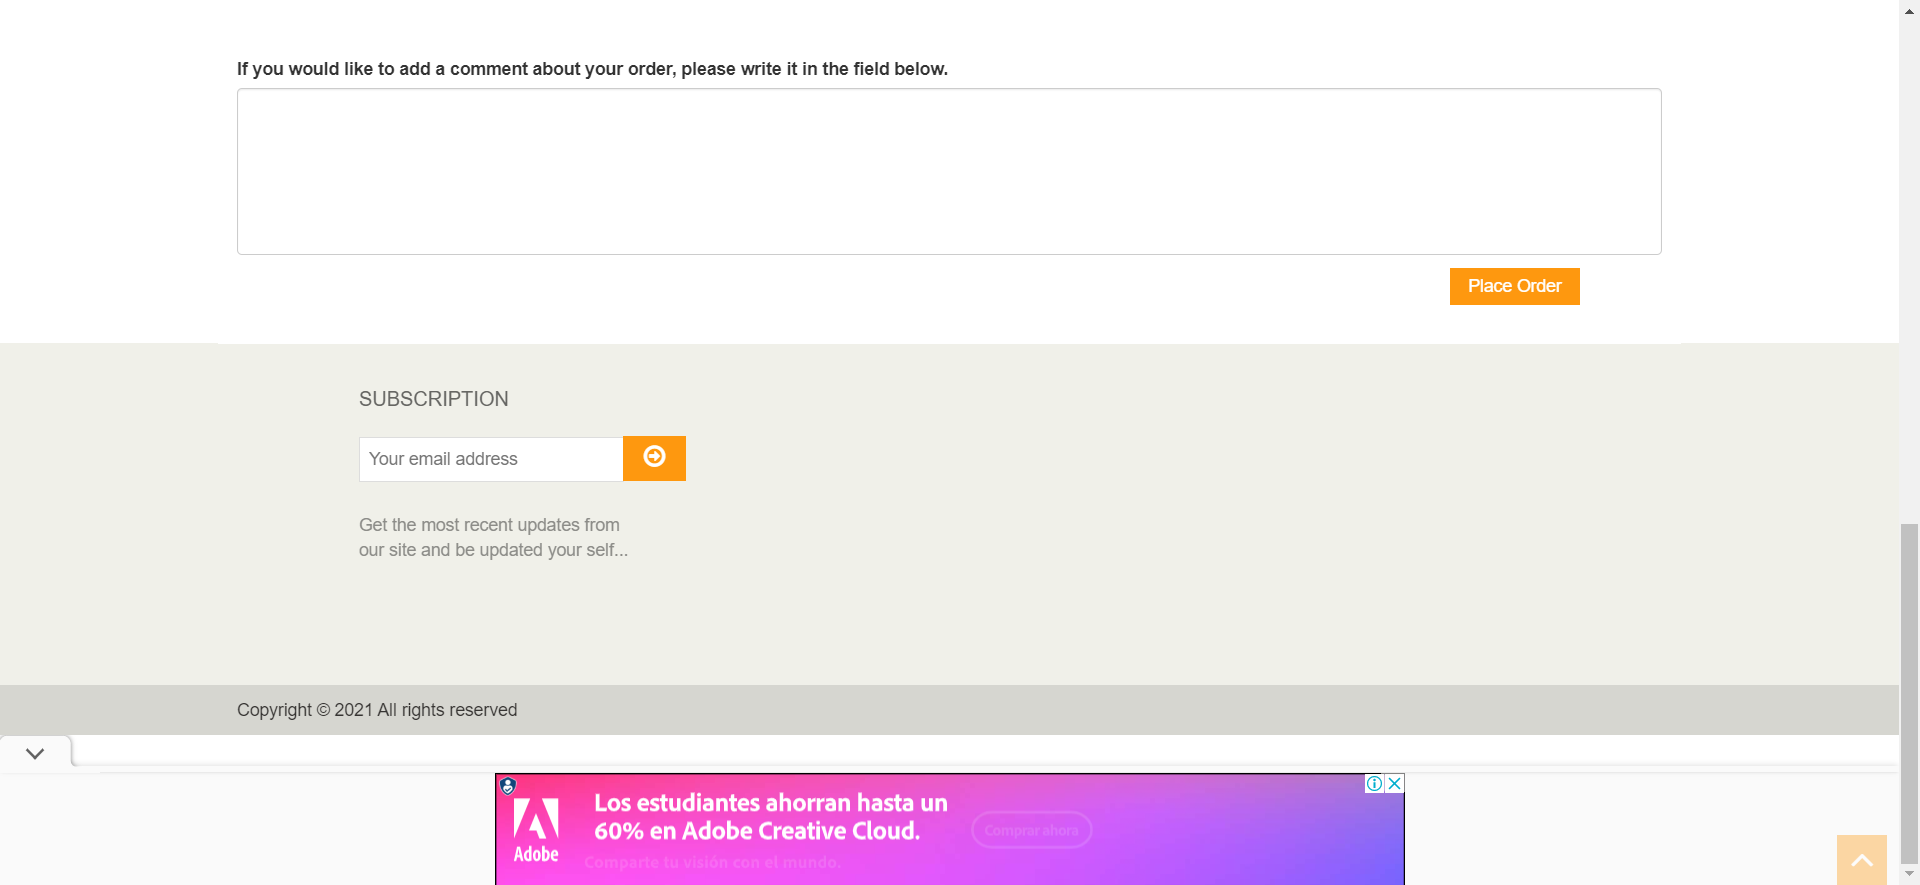 If you would like to add a comment about your order, please write it in the field below.
Place Order
SUBSCRIPTION
Your email address
Get the most recent updates from
our site and be updated your self...
Copyright © 2021 All rights reserved
Adobe
Los estudiantes ahorran hasta un
60% en Adobe Creative Cloud.
Comparte tu visión con el mundo.
Comprar ahora